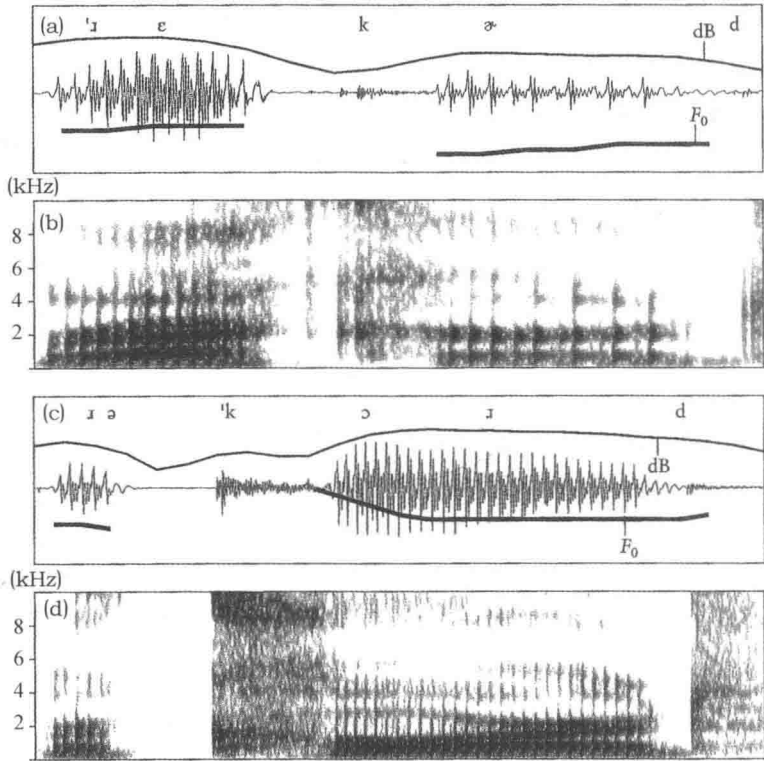 (a) ˈɹ ɛ k ɚ dB d
F₀
(kHz)
(b)
8
6
4
2
(c) ɹ ə ˈk ɔ ɹ d
dB
F₀
(kHz)
(d)
8
6
4
2